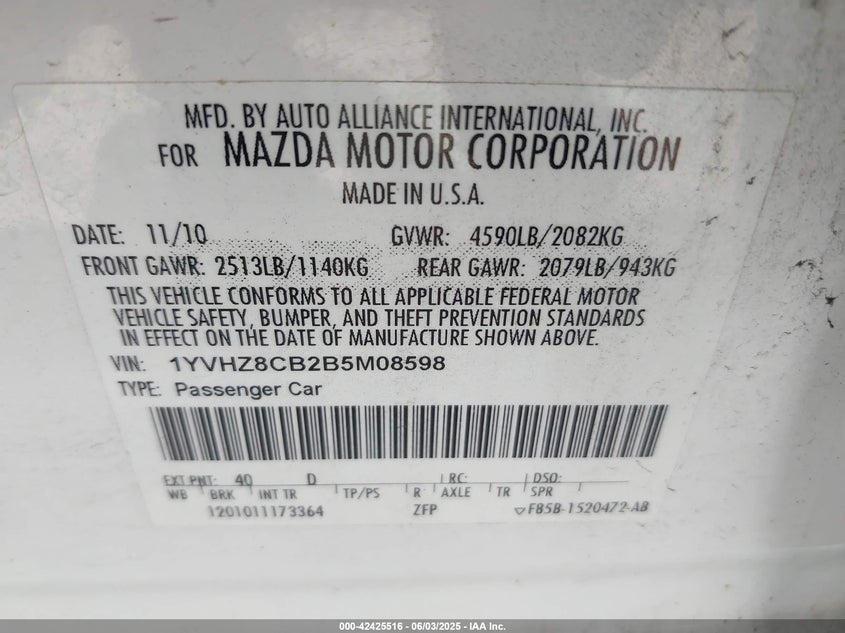 MFD. BY AUTO ALLIANCE INTERNATIONAL, INC.
FOR MAZDA MOTOR CORPORATION
MADE IN U.S.A.
DATE: 11/10 GVWR: 4590LB/2082KG
FRONT GAWR: 2513LB/1140KG REAR GAWR: 2079LB/943KG
THIS VEHICLE CONFORMS TO ALL APPLICABLE FEDERAL MOTOR
VEHICLE SAFETY, BUMPER, AND THEFT PREVENTION STANDARDS
IN EFFECT ON THE DATE OF MANUFACTURE SHOWN ABOVE.
VIN: 1YVHZ8CB2B5M08598
TYPE: Passenger Car
EXT PNT: 40 D RC: DSO:
WB BRK INT TR TP/PS R AXLE TR SPR
1201011173364 ZFP ▽F85B-1520472-AB
000-42425516 - 06/03/2025 - IAA Inc.